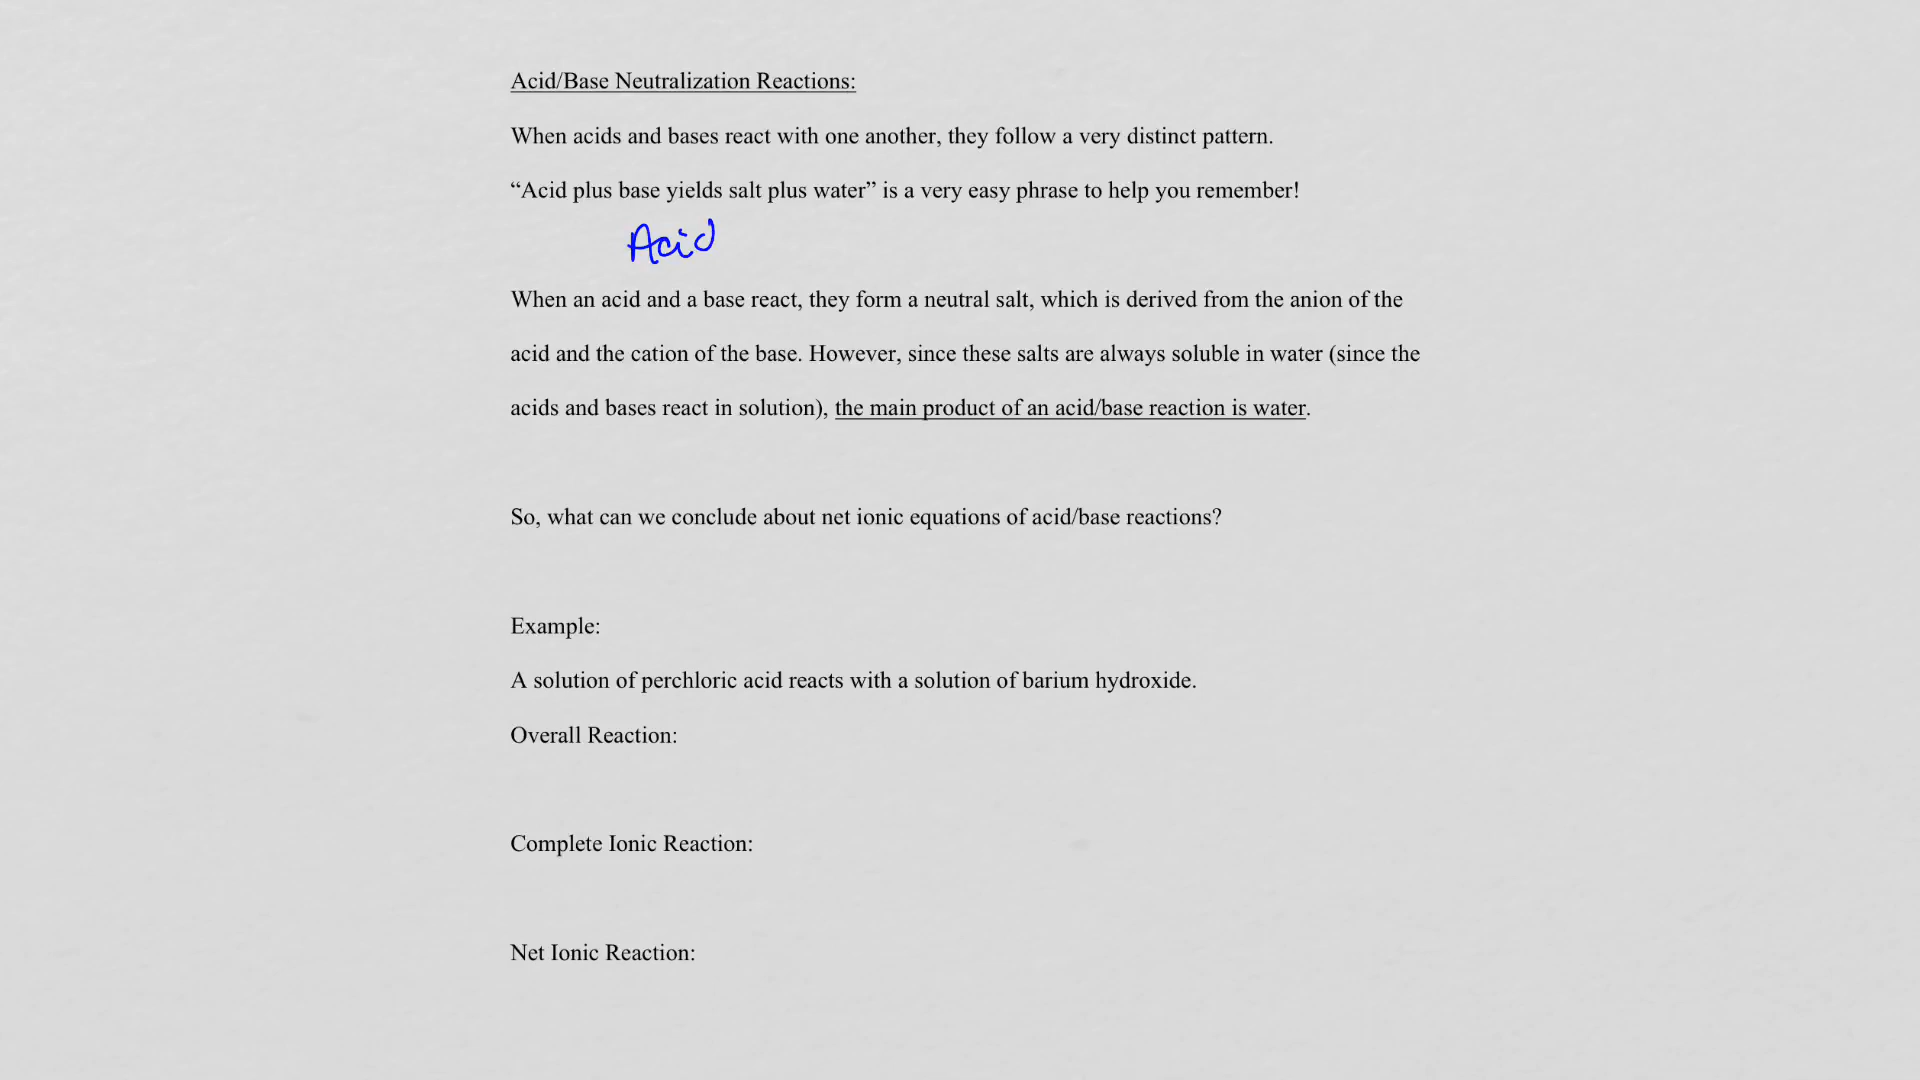 Acid/Base Neutralization Reactions:
When acids and bases react with one another, they follow a very distinct pattern.
“Acid plus base yields salt plus water” is a very easy phrase to help you remember!
Acid
When an acid and a base react, they form a neutral salt, which is derived from the anion of the
acid and the cation of the base. However, since these salts are always soluble in water (since the
acids and bases react in solution), the main product of an acid/base reaction is water.
So, what can we conclude about net ionic equations of acid/base reactions?
Example:
A solution of perchloric acid reacts with a solution of barium hydroxide.
Overall Reaction:
Complete Ionic Reaction:
Net Ionic Reaction: